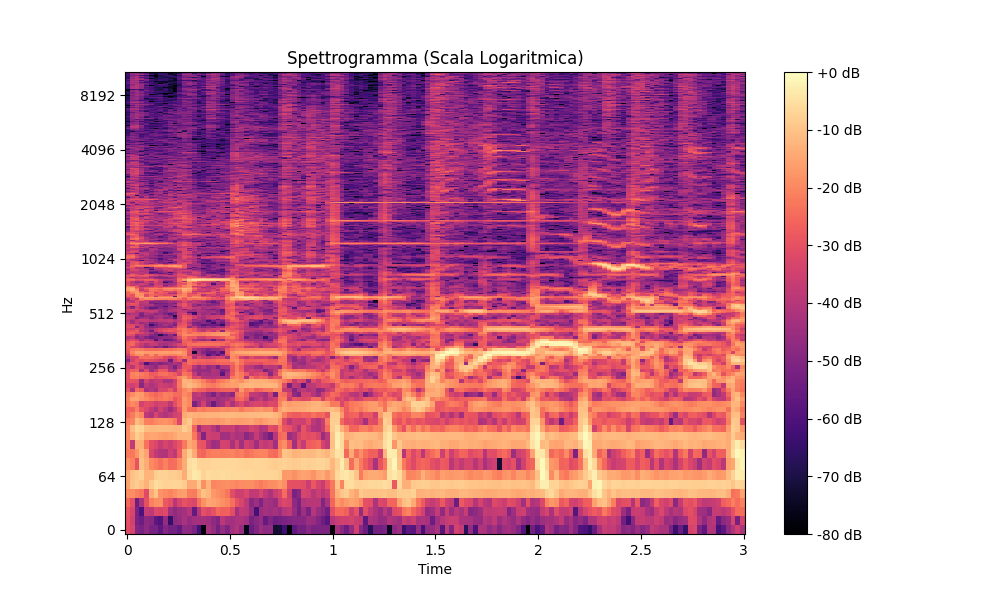 Spettrogramma (Scala Logaritmica)
8192
4096
2048
1024
512
256
128
64
0
Hz
0
0.5
1
1.5
2
2.5
3
Time
+0 dB
-10 dB
-20 dB
-30 dB
-40 dB
-50 dB
-60 dB
-70 dB
-80 dB